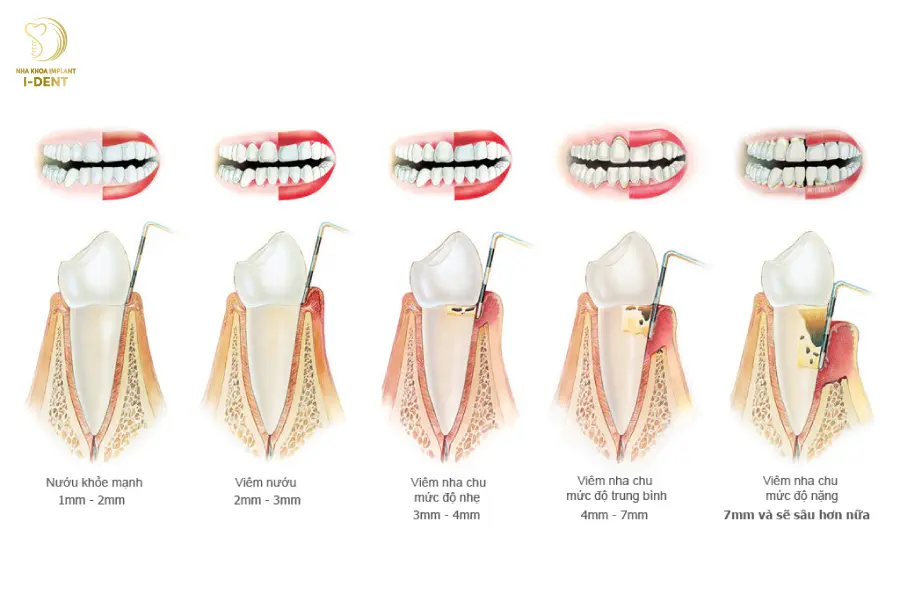 NHA KHOA IMPLANT
I-DENT
Nướu khỏe mạnh
1mm - 2mm
Viêm nướu
2mm - 3mm
Viêm nha chu
mức độ nhẹ
3mm - 4mm
Viêm nha chu
mức độ trung bình
4mm - 7mm
Viêm nha chu
mức độ nặng
7mm và sẽ sâu hơn nữa